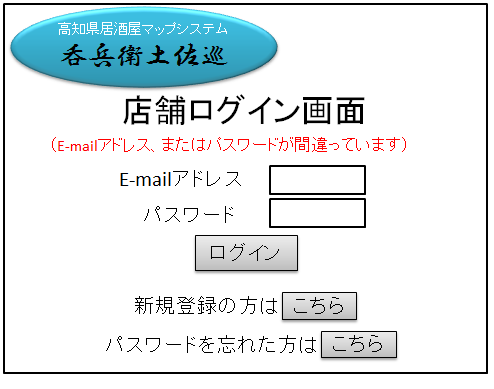 高知県居酒屋マップシステム
呑兵衛土佐巡
店舗ログイン画面
（E-mailアドレス、またはパスワードが間違っています）
E-mailアドレス
パスワード
ログイン
新規登録の方は こちら
パスワードを忘れた方は こちら